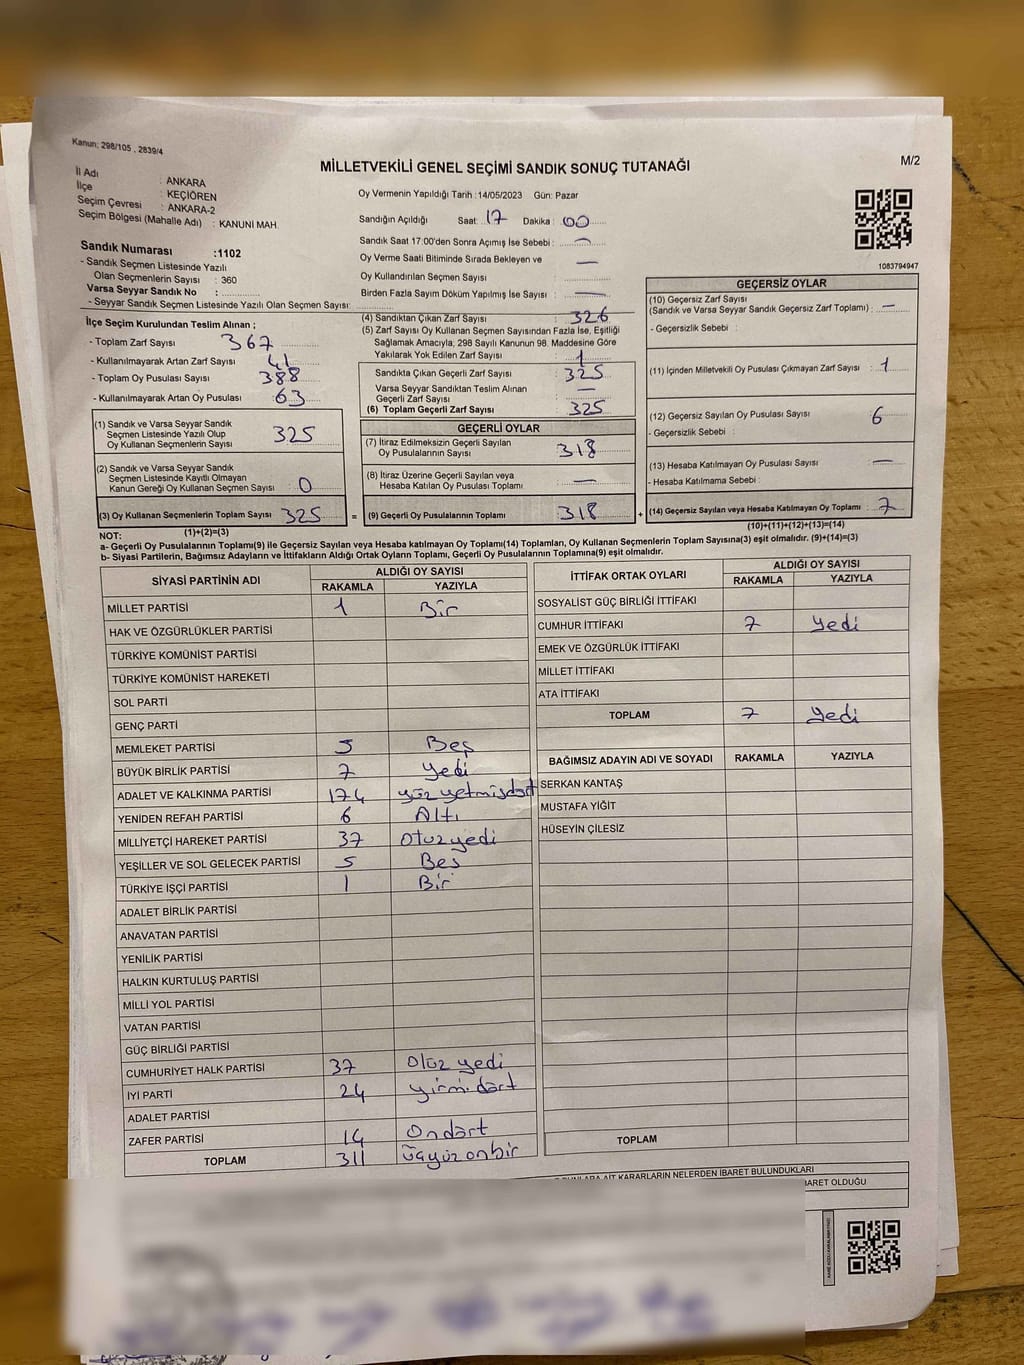 Kanun; 298/105 , 2839/4
MİLLETVEKİLİ GENEL SEÇİMİ SANDIK SONUÇ TUTANAĞI
M/2
İl Adı : ANKARA
İlçe : KEÇİÖREN
Seçim Çevresi : ANKARA-2
Seçim Bölgesi (Mahalle Adı) : KANUNİ MAH.
Sandık Numarası :1102
- Sandık Seçmen Listesinde Yazılı
Olan Seçmenlerin Sayısı : 360
Varsa Seyyar Sandık No :
- Seyyar Sandık Seçmen Listesinde Yazılı Olan Seçmen Sayısı:
Oy Vermenin Yapıldığı Tarih :14/05/2023 Gün: Pazar
Sandığın Açıldığı Saat: 17 Dakika : 00
Sandık Saat 17:00'den Sonra Açımış İse Sebebi : —
Oy Verme Saati Bitiminde Sırada Bekleyen ve —
Oy Kullandırılan Seçmen Sayısı :
Birden Fazla Sayım Döküm Yapılmış İse Sayısı : —
1083794947
İlçe Seçim Kurulundan Teslim Alınan ;
- Toplam Zarf Sayısı : 367
- Kullanılmayarak Artan Zarf Sayısı : 41
- Toplam Oy Pusulası Sayısı : 388
- Kullanılmayarak Artan Oy Pusulası : 63
(1) Sandık ve Varsa Seyyar Sandık
Seçmen Listesinde Yazılı Olup
Oy Kullanan Seçmenlerin Sayısı 325
(2) Sandık ve Varsa Seyyar Sandık
Seçmen Listesinde Kayıtlı Olmayan
Kanun Gereği Oy Kullanan Seçmen Sayısı 0
(3) Oy Kullanan Seçmenlerin Toplam Sayısı 325 =
(1)+(2)=(3)
(4) Sandıktan Çıkan Zarf Sayısı : 326
(5) Zarf Sayısı Oy Kullanan Seçmen Sayısından Fazla İse, Eşitliği
Sağlamak Amacıyla, 298 Sayılı Kanunun 98. Maddesine Göre
Yakılarak Yok Edilen Zarf Sayısı : 1
Sandıkta Çıkan Geçerli Zarf Sayısı : 325
Varsa Seyyar Sandıktan Teslim Alınan
Geçerli Zarf Sayısı : —
(6) Toplam Geçerli Zarf Sayısı : 325
GEÇERLİ OYLAR
(7) İtiraz Edilmeksizin Geçerli Sayılan
Oy Pusulalarının Sayısı : 318
(8) İtiraz Üzerine Geçerli Sayılan veya
Hesaba Katılan Oy Pusulası Toplamı : —
(9) Geçerli Oy Pusulalarının Toplamı : 318 +
GEÇERSİZ OYLAR
(10) Geçersiz Zarf Sayısı
(Sandık ve Varsa Seyyar Sandık Geçersiz Zarf Toplamı) : —
- Geçersizlik Sebebi :
(11) İçinden Milletvekili Oy Pusulası Çıkmayan Zarf Sayısı : 1
(12) Geçersiz Sayılan Oy Pusulası Sayısı : 6
- Geçersizlik Sebebi :
(13) Hesaba Katılmayan Oy Pusulası Sayısı : —
- Hesaba Katılmama Sebebi :
(14) Geçersiz Sayılan veya Hesaba Katılmayan Oy Toplamı : 7
(10)+(11)+(12)+(13)=(14)
NOT:
a- Geçerli Oy Pusulalarının Toplamı(9) ile Geçersiz Sayılan veya Hesaba katılmayan Oy Toplamı(14) Toplamları, Oy Kullanan Seçmenlerin Toplam Sayısına(3) eşit olmalıdır. (9)+(14)=(3)
b- Siyasi Partilerin, Bağımsız Adayların ve İttifakların Aldığı Ortak Oyların Toplamı, Geçerli Oy Pusulalarının Toplamına(9) eşit olmalıdır.
SİYASİ PARTİNİN ADI ALDIĞI OY SAYISI
RAKAMLA YAZIYLA
MİLLET PARTİSİ 1 Bir
HAK VE ÖZGÜRLÜKLER PARTİSİ
TÜRKİYE KOMÜNİST PARTİSİ
TÜRKİYE KOMÜNİST HAREKETİ
SOL PARTİ
GENÇ PARTİ
MEMLEKET PARTİSİ 5 Beş
BÜYÜK BİRLİK PARTİSİ 7 yedi
ADALET VE KALKINMA PARTİSİ 174 yüz yetmişdört
YENİDEN REFAH PARTİSİ 6 Altı
MİLLİYETÇİ HAREKET PARTİSİ 37 Otuzyedi
YEŞİLLER VE SOL GELECEK PARTİSİ 5 Beş
TÜRKİYE İŞÇİ PARTİSİ 1 Bir
ADALET BİRLİK PARTİSİ
ANAVATAN PARTİSİ
YENİLİK PARTİSİ
HALKIN KURTULUŞ PARTİSİ
MİLLİ YOL PARTİSİ
VATAN PARTİSİ
GÜÇ BİRLİĞİ PARTİSİ
CUMHURİYET HALK PARTİSİ 37 Otuz yedi
İYİ PARTİ 24 yirmi dört
ADALET PARTİSİ
ZAFER PARTİSİ 14 Ondört
TOPLAM 311 üçyüz onbir
İTTİFAK ORTAK OYLARI ALDIĞI OY SAYISI
RAKAMLA YAZIYLA
SOSYALİST GÜÇ BİRLİĞİ İTTİFAKI
CUMHUR İTTİFAKI 7 yedi
EMEK VE ÖZGÜRLÜK İTTİFAKI
MİLLET İTTİFAKI
ATA İTTİFAKI
TOPLAM 7 yedi
BAĞIMSIZ ADAYIN ADI VE SOYADI RAKAMLA YAZIYLA
SERKAN KANTAŞ
MUSTAFA YİĞİT
HÜSEYİN ÇİLESİZ
TOPLAM
AİT KARARLARIN NELERDEN İBARET BULUNDUKLARI
BARET OLDUĞU